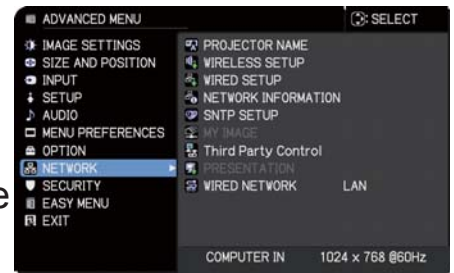 ADVANCED MENU
SELECT
IMAGE SETTINGS
SIZE AND POSITION
INPUT
SETUP
AUDIO
MENU PREFERENCES
OPTION
NETWORK
SECURITY
EASY MENU
EXIT
PROJECTOR NAME
WIRELESS SETUP
WIRED SETUP
NETWORK INFORMATION
SNTP SETUP
MY IMAGE
Third Party Control
PRESENTATION
WIRED NETWORK LAN
COMPUTER IN 1024 x 768 @60Hz
e